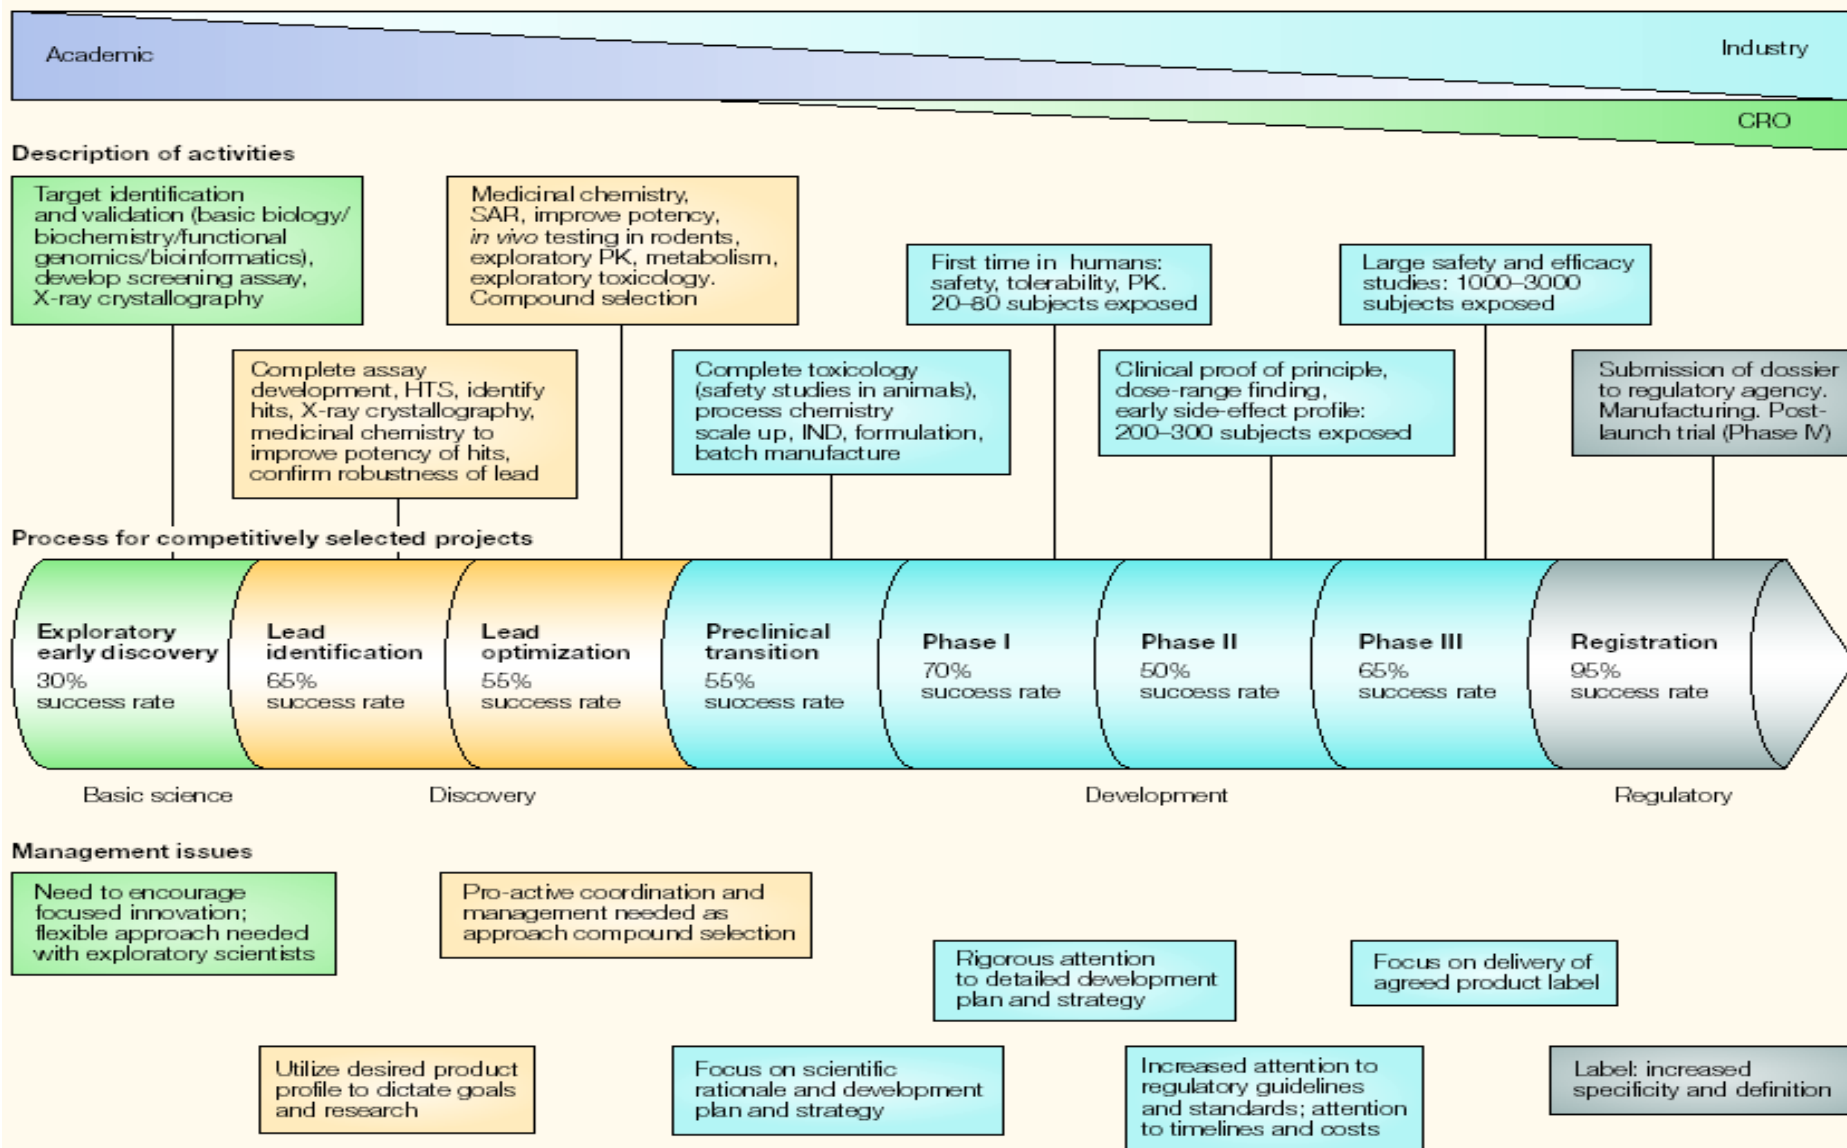 Academic
Industry
CRO
Description of activities
Target identification
and validation (basic biology/
biochemistry/functional
genomics/bioinformatics),
develop screening assay,
X-ray crystallography
Medicinal chemistry,
SAR, improve potency,
in vivo testing in rodents,
exploratory PK, metabolism,
exploratory toxicology.
Compound selection
First time in humans:
safety, tolerability, PK.
20–80 subjects exposed
Large safety and efficacy
studies: 1000–3000
subjects exposed
Complete assay
development, HTS, identify
hits, X-ray crystallography,
medicinal chemistry to
improve potency of hits,
confirm robustness of lead
Complete toxicology
(safety studies in animals),
process chemistry
scale up, IND, formulation,
batch manufacture
Clinical proof of principle,
dose-range finding,
early side-effect profile:
200–300 subjects exposed
Submission of dossier
to regulatory agency.
Manufacturing. Post-
launch trial (Phase IV)
Process for competitively selected projects
Exploratory
early discovery
30%
success rate
Lead
identification
65%
success rate
Lead
optimization
55%
success rate
Preclinical
transition
55%
success rate
Phase I
70%
success rate
Phase II
50%
success rate
Phase III
65%
success rate
Registration
95%
success rate
Basic science
Discovery
Development
Regulatory
Management issues
Need to encourage
focused innovation;
flexible approach needed
with exploratory scientists
Pro-active coordination and
management needed as
approach compound selection
Rigorous attention
to detailed development
plan and strategy
Focus on delivery of
agreed product label
Utilize desired product
profile to dictate goals
and research
Focus on scientific
rationale and development
plan and strategy
Increased attention to
regulatory guidelines
and standards; attention
to timelines and costs
Label: increased
specificity and definition